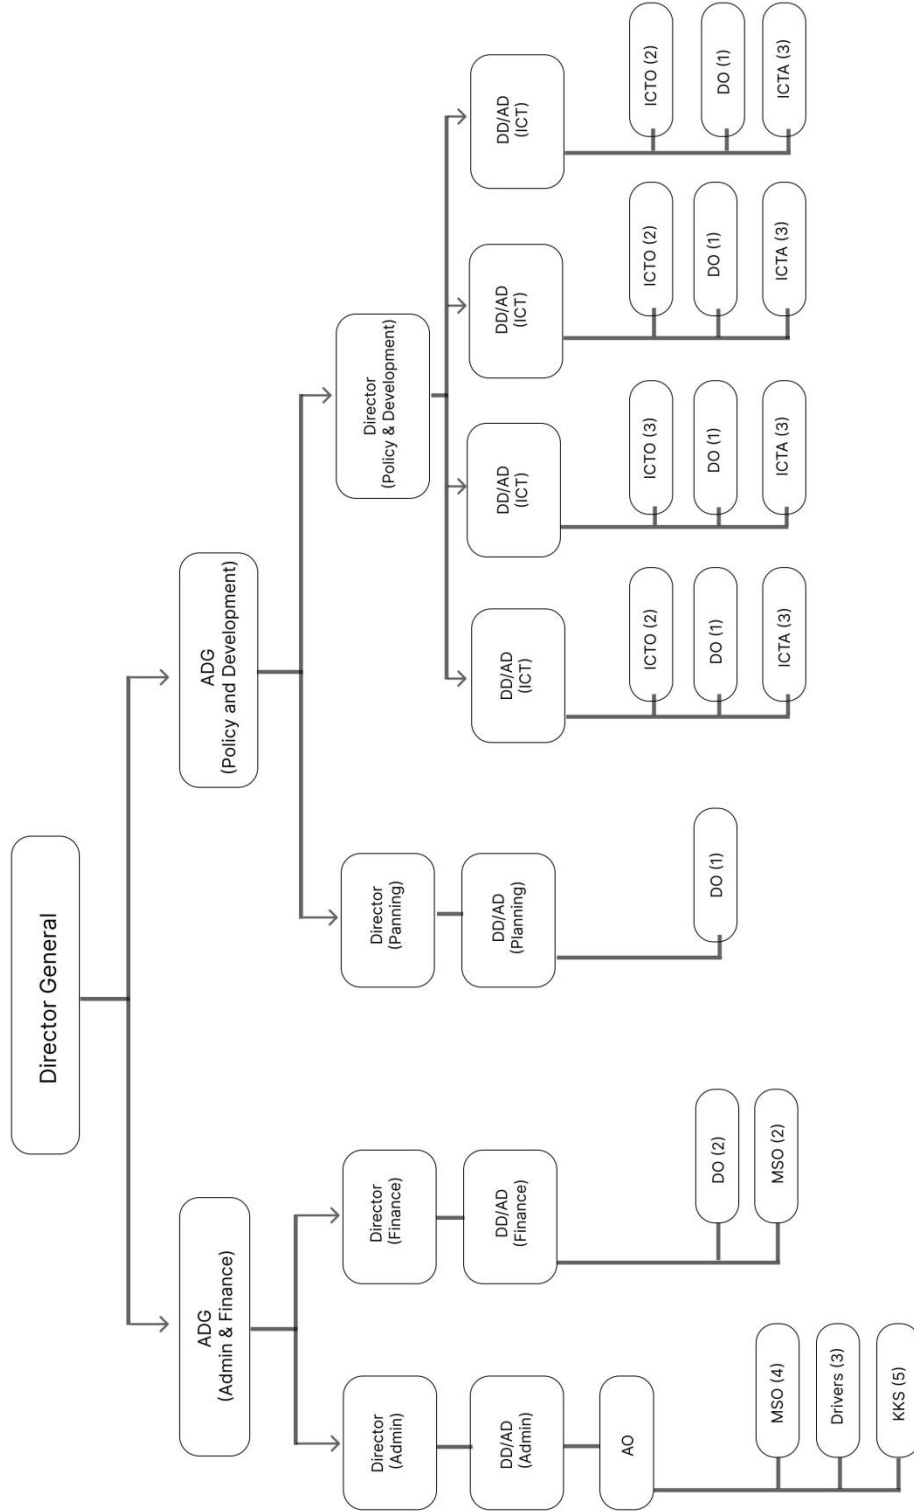 Director General
ADG
(Admin & Finance)
ADG
(Policy and Development)
Director
(Admin)
Director
(Finance)
Director
(Panning)
Director
(Policy & Development)
DD/AD
(Admin)
DD/AD
(Finance)
DD/AD
(Planning)
DD/AD
(ICT)
DD/AD
(ICT)
DD/AD
(ICT)
DD/AD
(ICT)
AO
MSO (4)
Drivers (3)
KKS (5)
DO (2)
MSO (2)
DO (1)
ICTO (2)
DO (1)
ICTA (3)
ICTO (3)
DO (1)
ICTA (3)
ICTO (2)
DO (1)
ICTA (3)
ICTO (2)
DO (1)
ICTA (3)